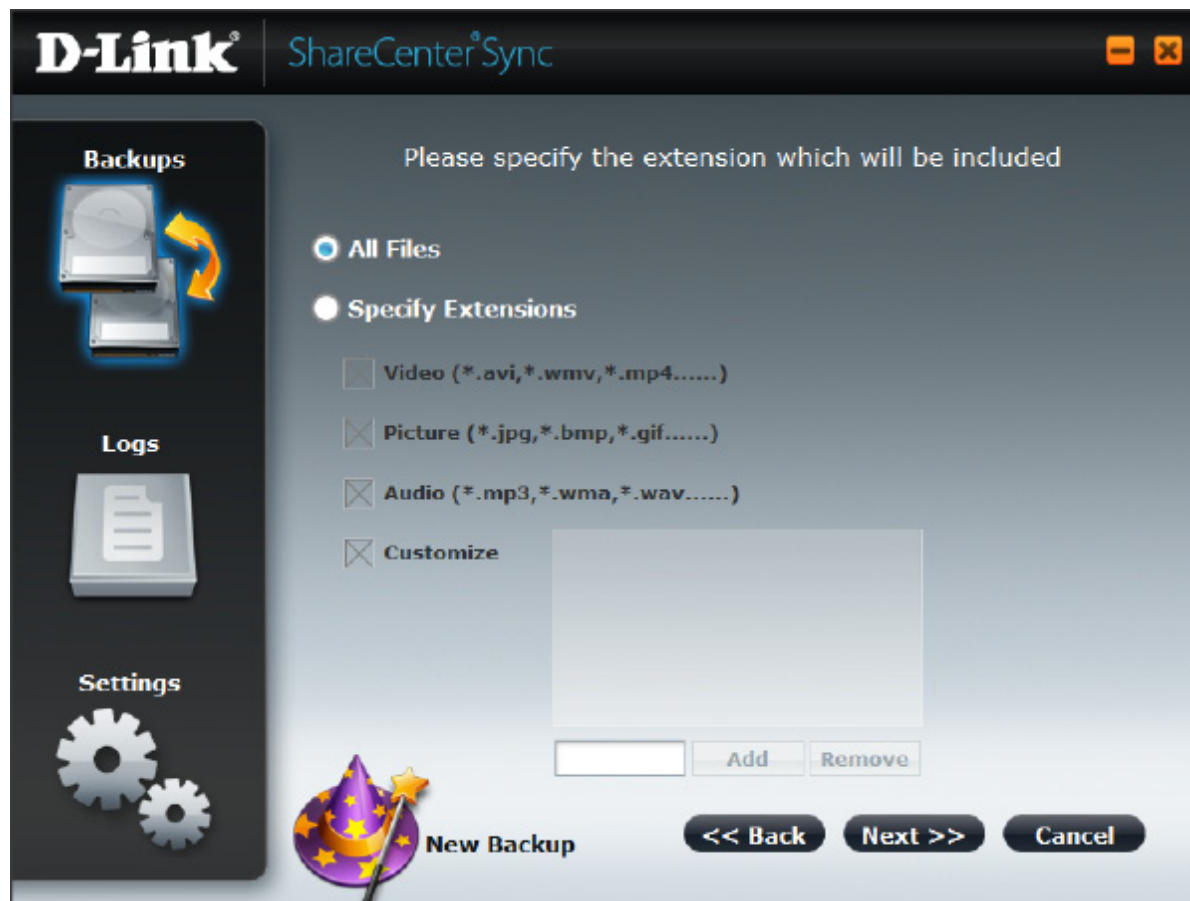 D-Link®
ShareCenter®Sync
Backups
Logs
Settings
Please specify the extension which will be included
All Files
Specify Extensions
Video (*.avi,*.wmv,*.mp4......)
Picture (*.jpg,*.bmp,*.gif......)
Audio (*.mp3,*.wma,*.wav......)
Customize
Add
Remove
New Backup
<< Back
Next >>
Cancel